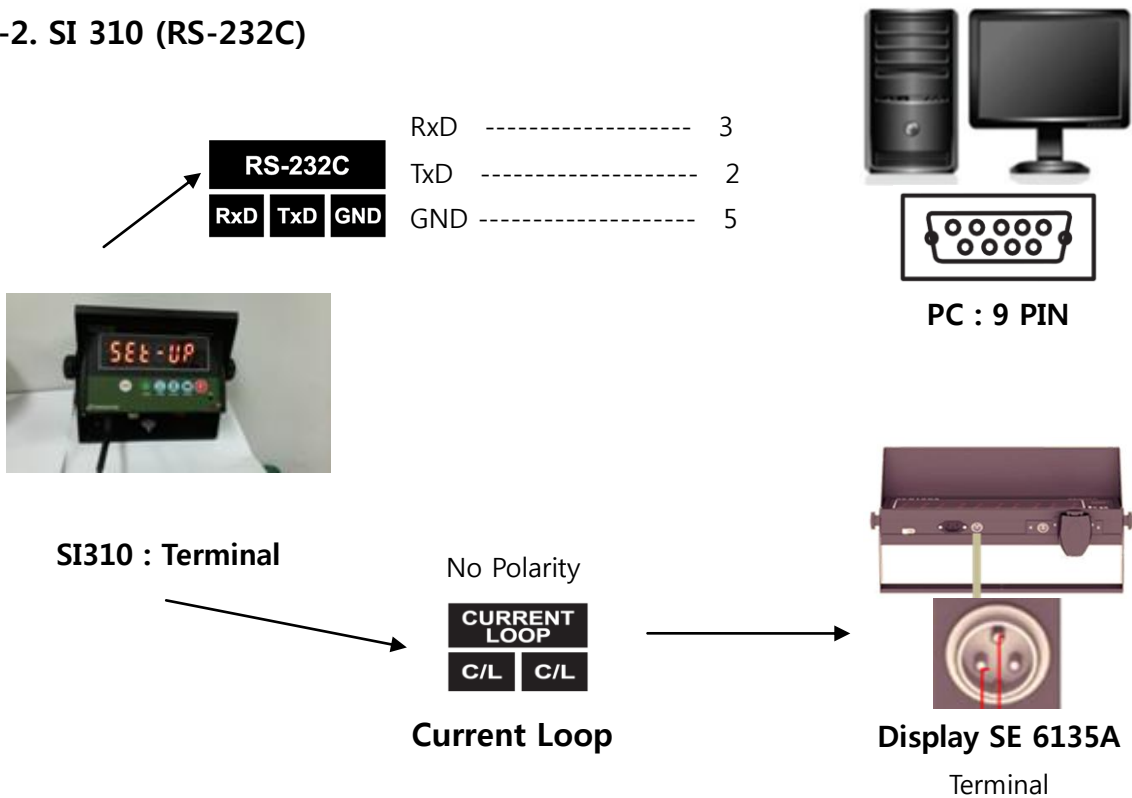 -2. SI 310 (RS-232C)
RxD ------------------ 3
RS-232C
TxD ------------------- 2
RxD TxD GND
GND ------------------- 5
PC : 9 PIN
SEt-UP
SI310 : Terminal
No Polarity
CURRENT
LOOP
C/L C/L
Current Loop
Display SE 6135A
Terminal